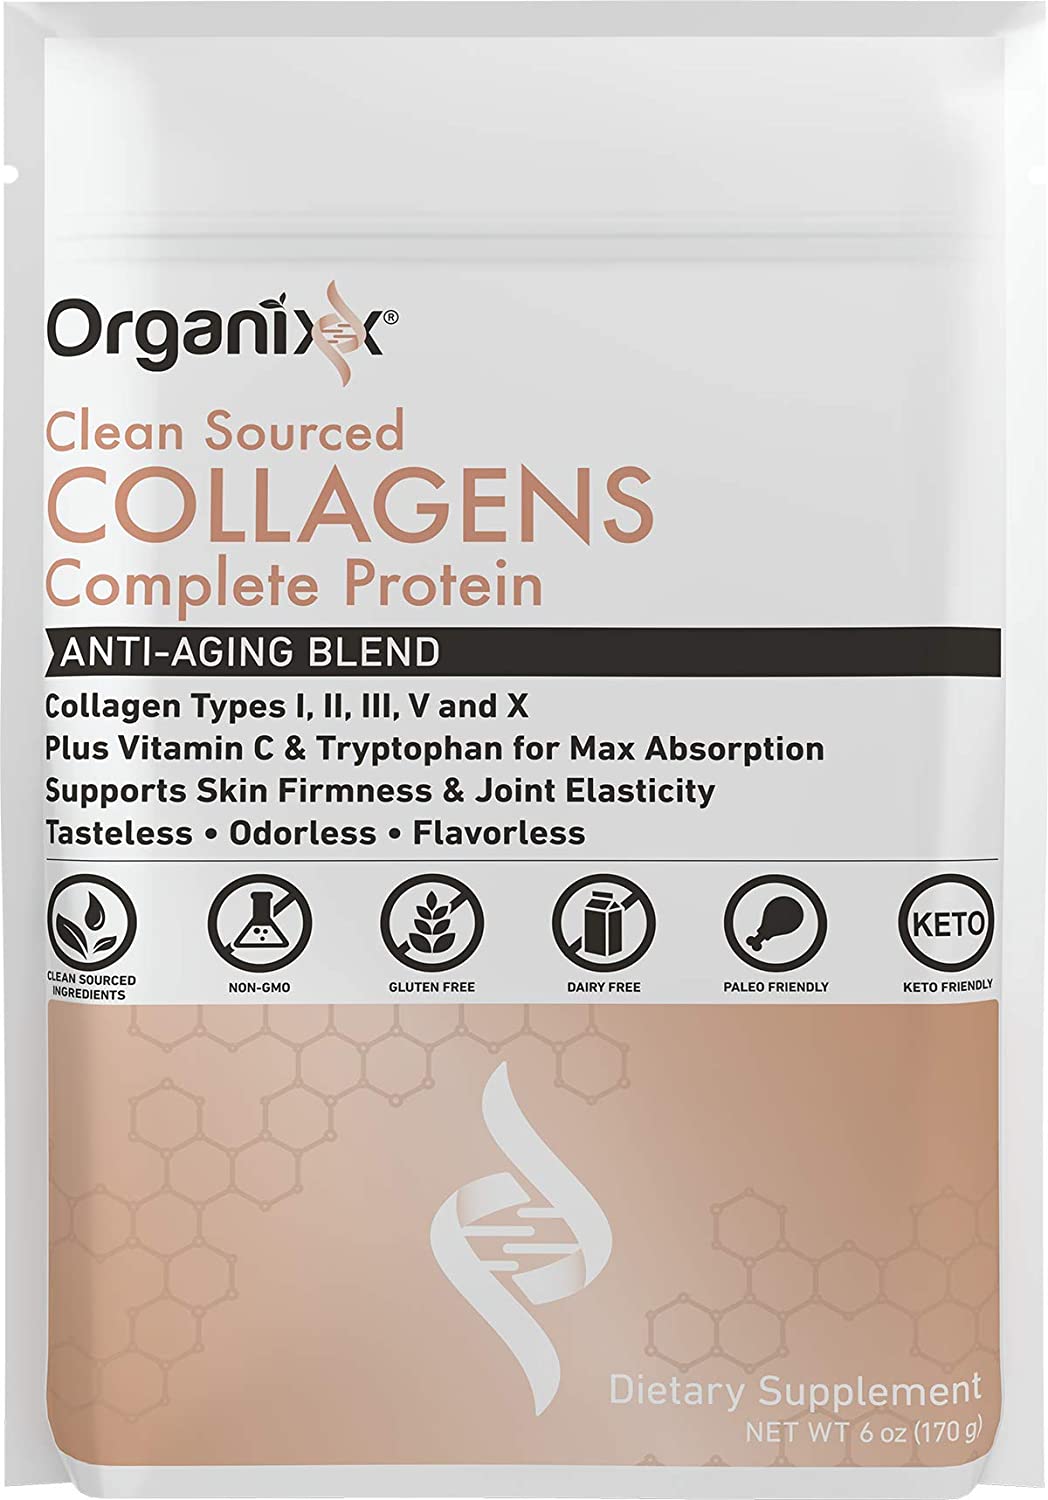 Organixx®
Clean Sourced
COLLAGENS
Complete Protein
ANTI-AGING BLEND
Collagen Types I, II, III, V and X
Plus Vitamin C & Tryptophan for Max Absorption
Supports Skin Firmness & Joint Elasticity
Tasteless • Odorless • Flavorless
KETO
CLEAN SOURCED
INGREDIENTS
NON-GMO
GLUTEN FREE
DAIRY FREE
PALEO FRIENDLY
KETO FRIENDLY
Dietary Supplement
NET WT 6 oz (170 g)